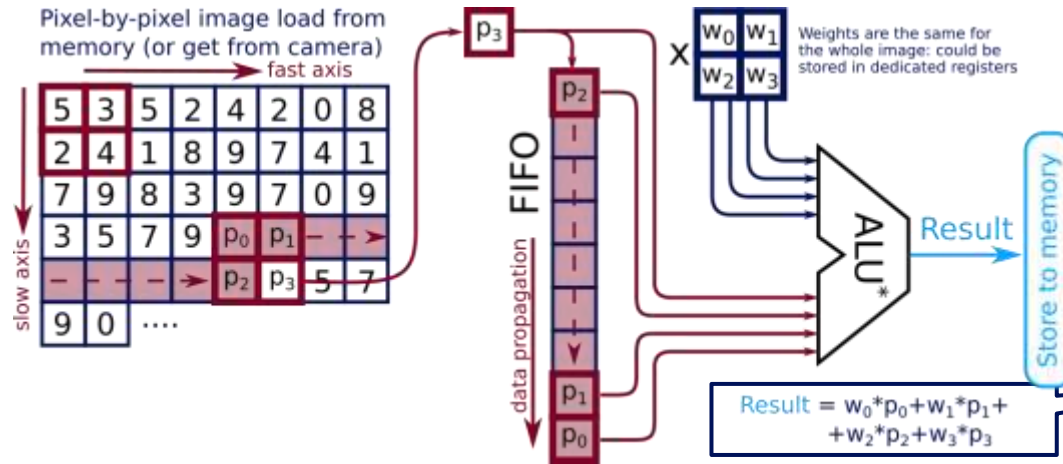 Pixel-by-pixel image load from
memory (or get from camera)
fast axis
slow axis
5 3 5 2 4 2 0 8
2 4 1 8 9 7 4 1
7 9 8 3 9 7 0 9
3 5 7 9 p0 p1
p2 p3 5 7
9 0 ....
p3
p2
FIFO
data propagation
p1
p0
x
w0 w1
w2 w3
Weights are the same for
the whole image: could be
stored in dedicated registers
ALU*
Result
Store to memory
Result = w0*p0+w1*p1+
+w2*p2+w3*p3